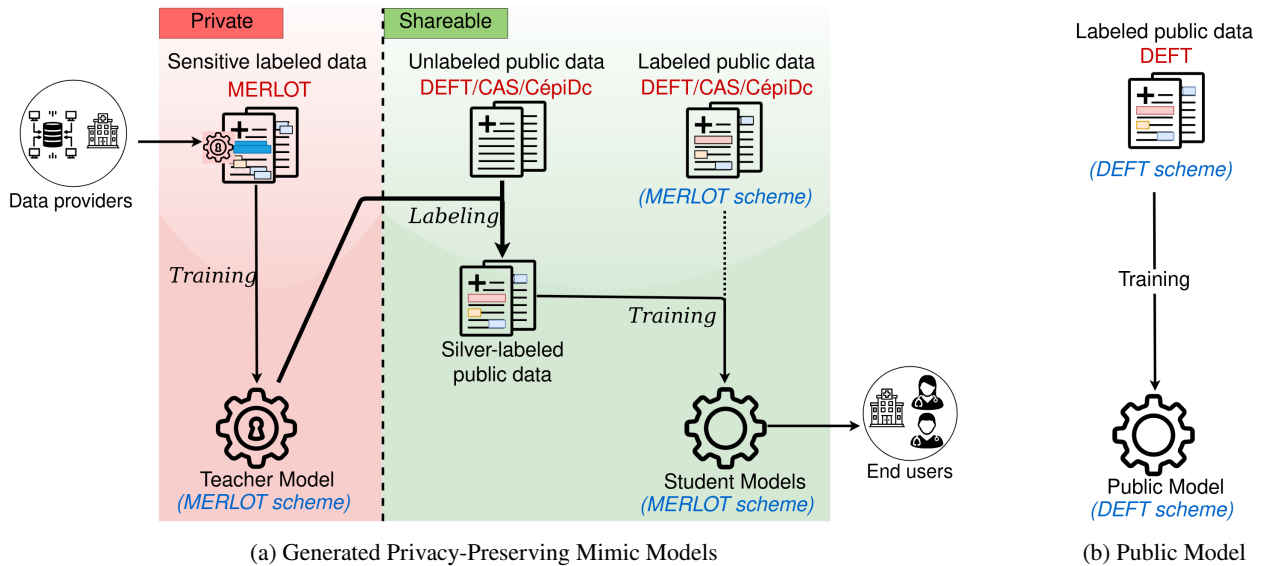 Private
Shareable
Sensitive labeled data
MERLOT
Unlabeled public data
DEFT/CAS/CépiDc
Labeled public data
DEFT/CAS/CépiDc
(MERLOT scheme)
Data providers
Labeling
Training
Silver-labeled
public data
Training
Teacher Model
(MERLOT scheme)
Student Models
(MERLOT scheme)
End users
(a) Generated Privacy-Preserving Mimic Models
Labeled public data
DEFT
(DEFT scheme)
Training
Public Model
(DEFT scheme)
(b) Public Model